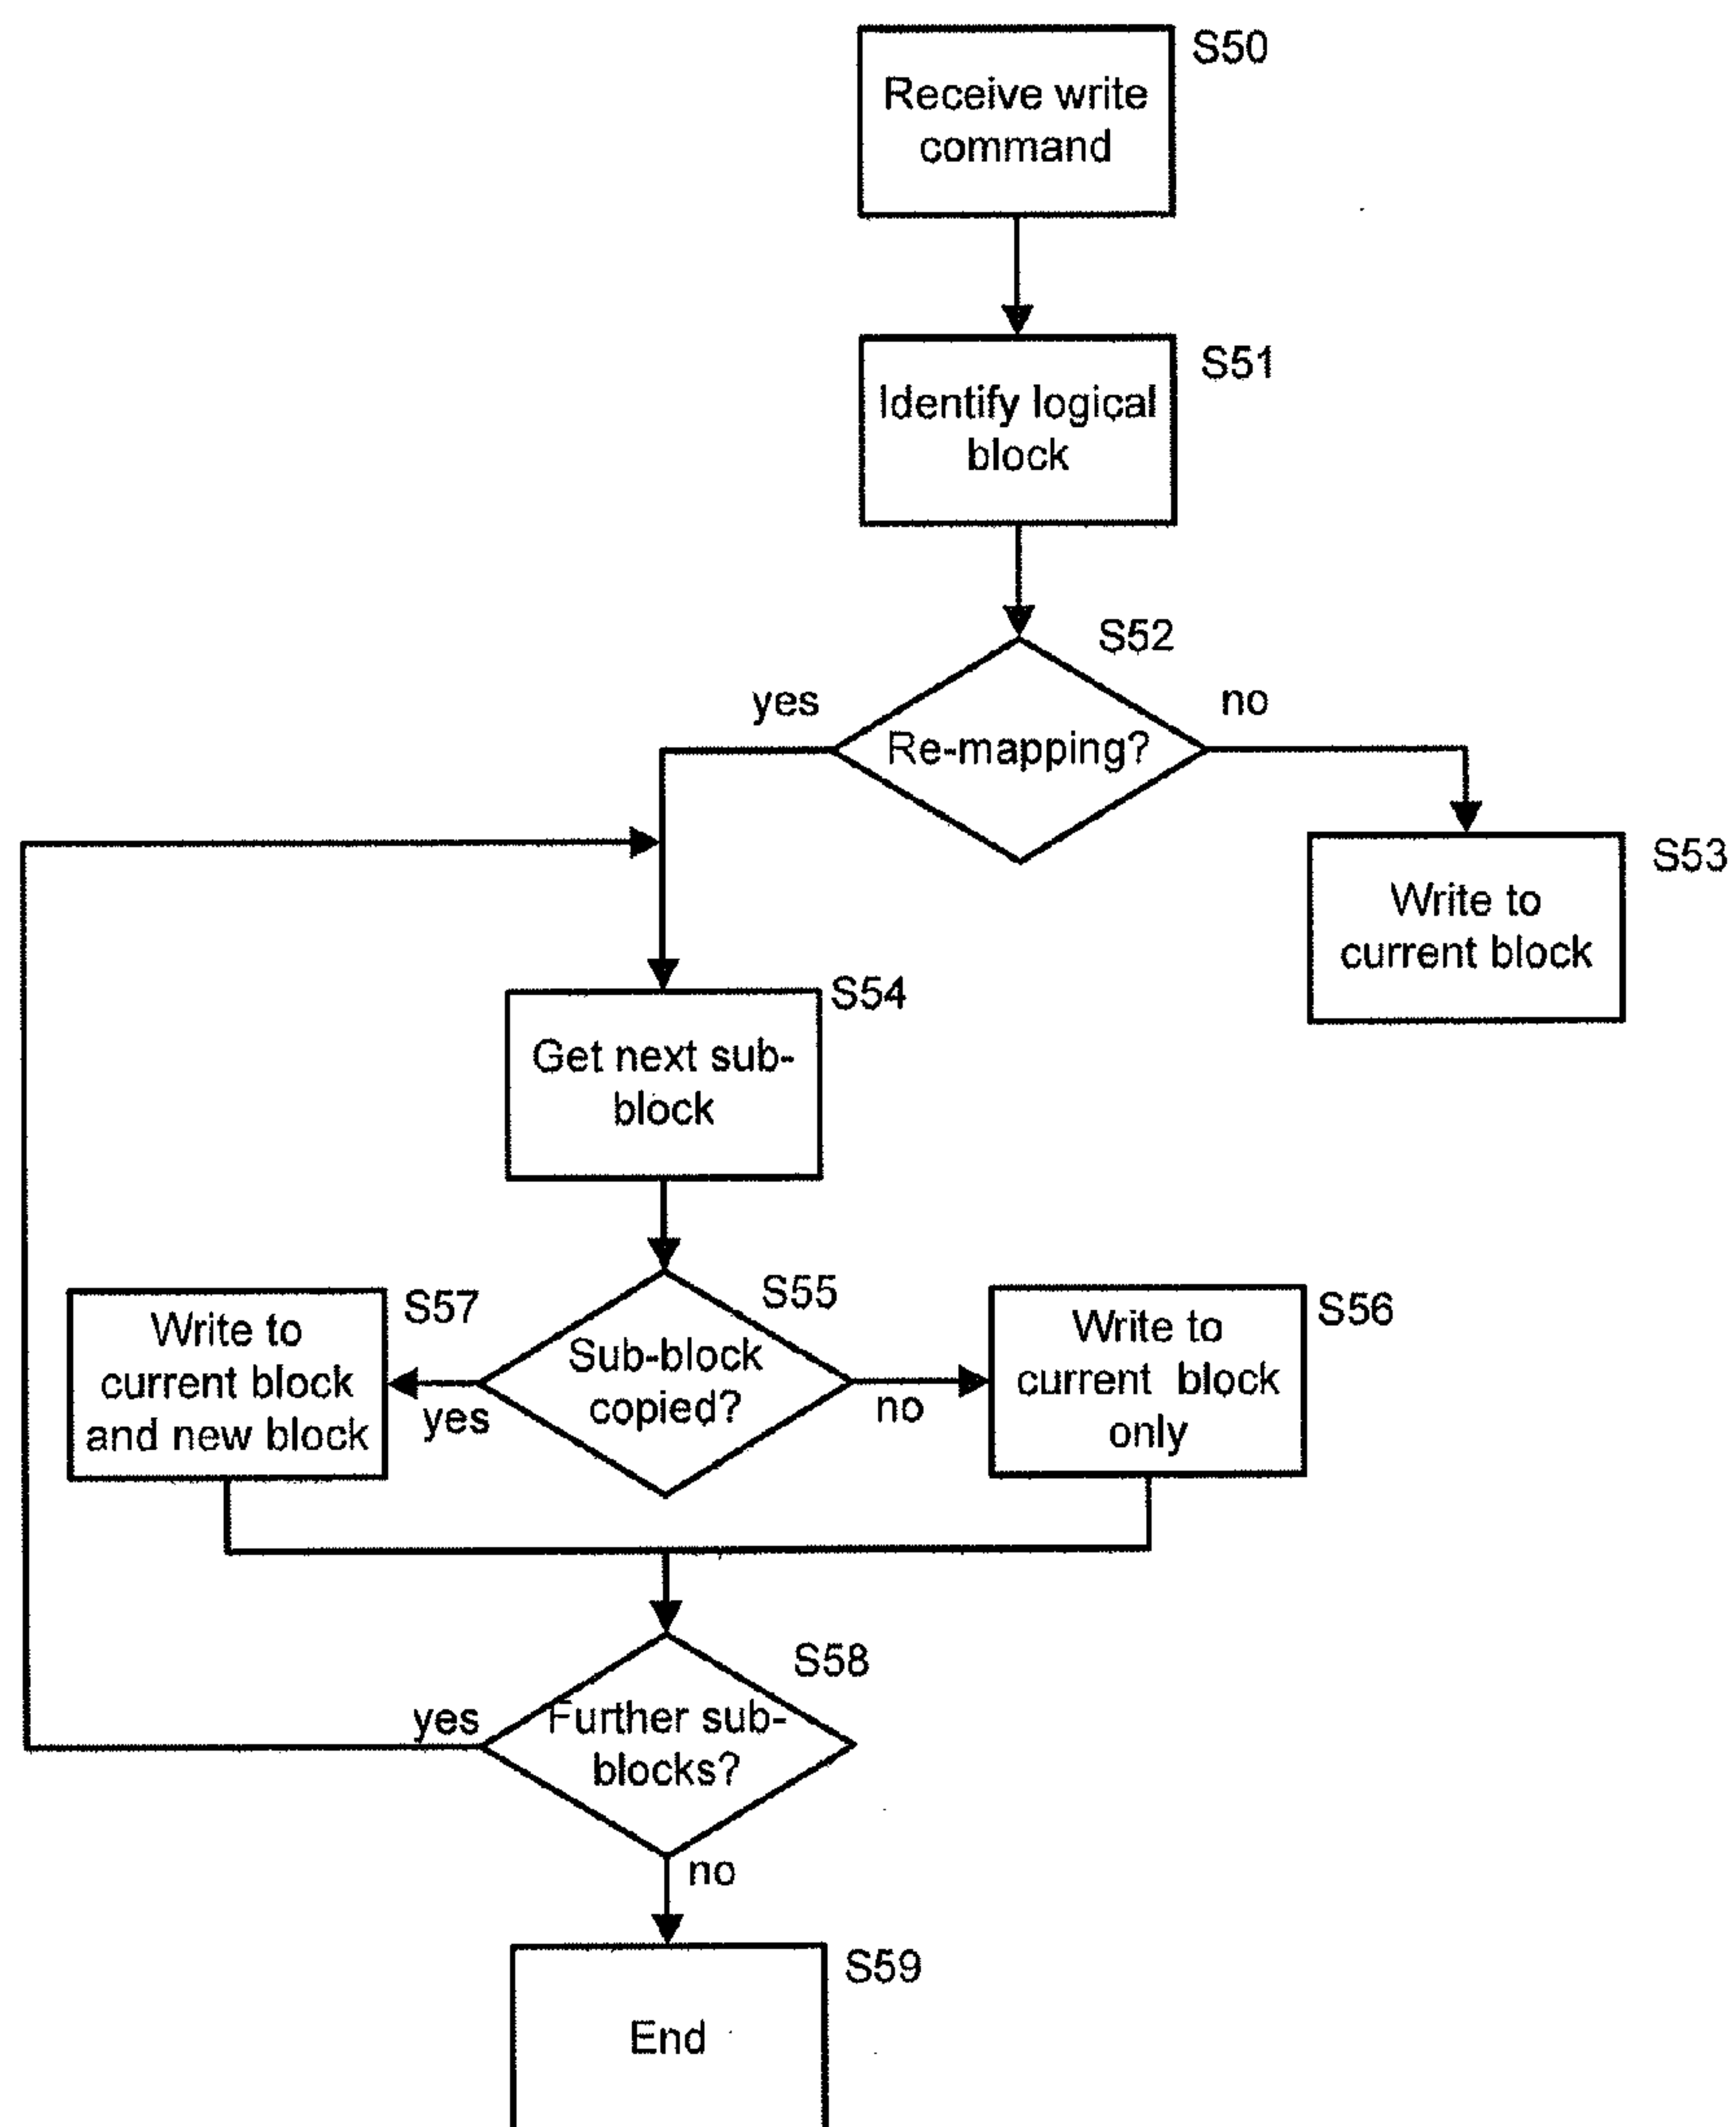 S50
Receive write
command
S51
Identify logical
block
S52
yes
no
Re-mapping?
S53
Write to
current block
S54
Get next sub-
block
S57
Write to
current block
and new block
S55
Sub-block
copied?
yes
no
S56
Write to
current block
only
S58
Further sub-
blocks?
yes
no
S59
End